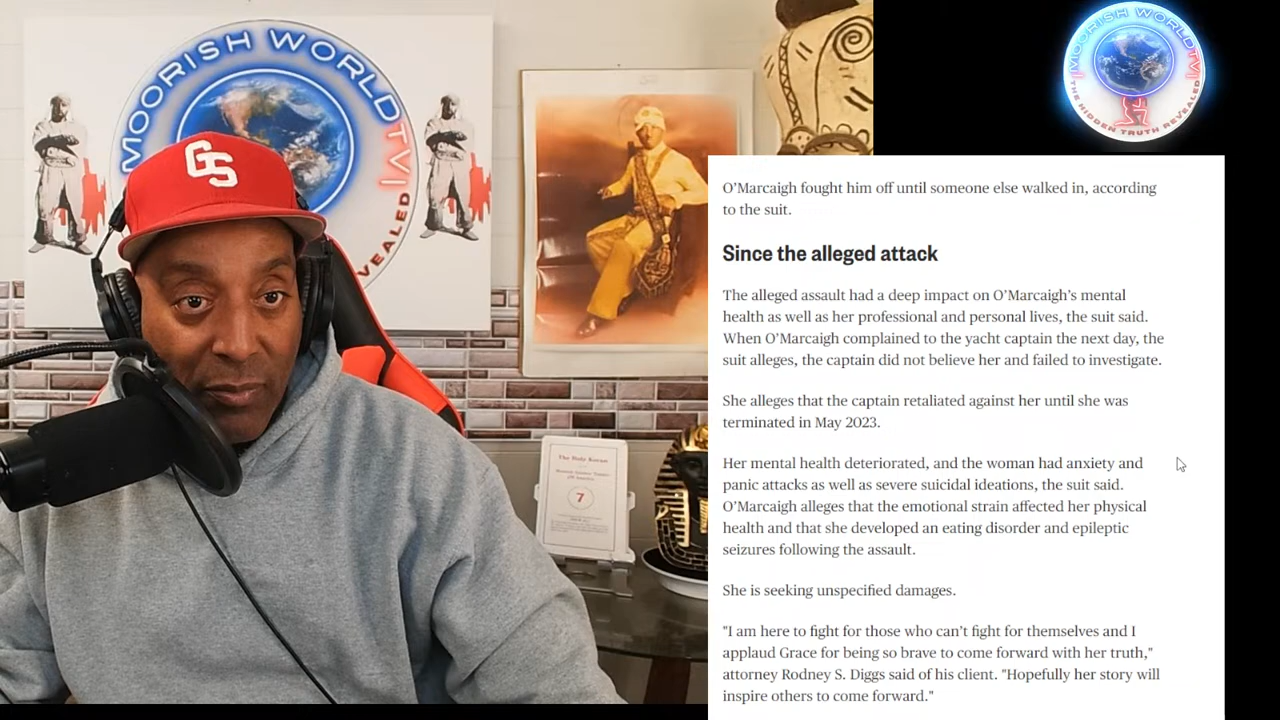 MOORISH WORLD TV
REVEALED
GS
The Holy Koran
7
MOORISH WORLD TV
THE HIDDEN TRUTH REVEALED
O’Marcaigh fought him off until someone else walked in, according
to the suit.
Since the alleged attack
The alleged assault had a deep impact on O’Marcaigh’s mental
health as well as her professional and personal lives, the suit said.
When O’Marcaigh complained to the yacht captain the next day, the
suit alleges, the captain did not believe her and failed to investigate.
She alleges that the captain retaliated against her until she was
terminated in May 2023.
Her mental health deteriorated, and the woman had anxiety and
panic attacks as well as severe suicidal ideations, the suit said.
O’Marcaigh alleges that the emotional strain affected her physical
health and that she developed an eating disorder and epileptic
seizures following the assault.
She is seeking unspecified damages.
"I am here to fight for those who can’t fight for themselves and I
applaud Grace for being so brave to come forward with her truth,"
attorney Rodney S. Diggs said of his client. "Hopefully her story will
inspire others to come forward."